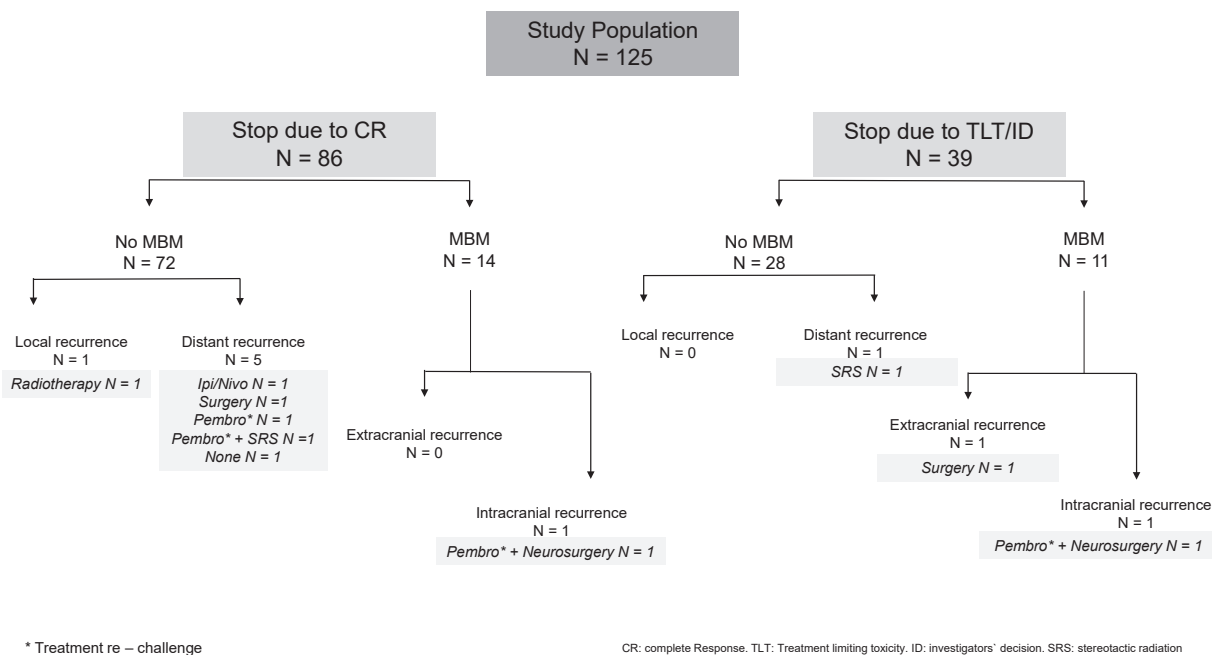 Study Population
N = 125
Stop due to CR
N = 86
Stop due to TLT/ID
N = 39
No MBM
N = 72
MBM
N = 14
No MBM
N = 28
MBM
N = 11
Local recurrence
N = 1
Radiotherapy N = 1
Distant recurrence
N = 5
Ipi/Nivo N = 1
Surgery N =1
Pembro* N = 1
Pembro* + SRS N =1
None N = 1
Extracranial recurrence
N = 0
Intracranial recurrence
N = 1
Pembro* + Neurosurgery N = 1
Local recurrence
N = 0
Distant recurrence
N = 1
SRS N = 1
Extracranial recurrence
N = 1
Surgery N = 1
Intracranial recurrence
N = 1
Pembro* + Neurosurgery N = 1
* Treatment re – challenge
CR: complete Response. TLT: Treatment limiting toxicity. ID: investigators` decision. SRS: stereotactic radiation